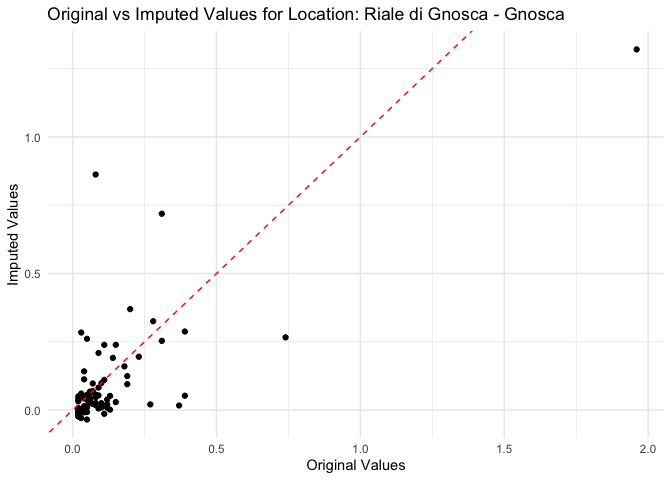 Original vs Imputed Values for Location: Riale di Gnosca - Gnosca
Imputed Values
1.0
0.5
0.0
0.0
0.5
1.0
1.5
2.0
Original Values